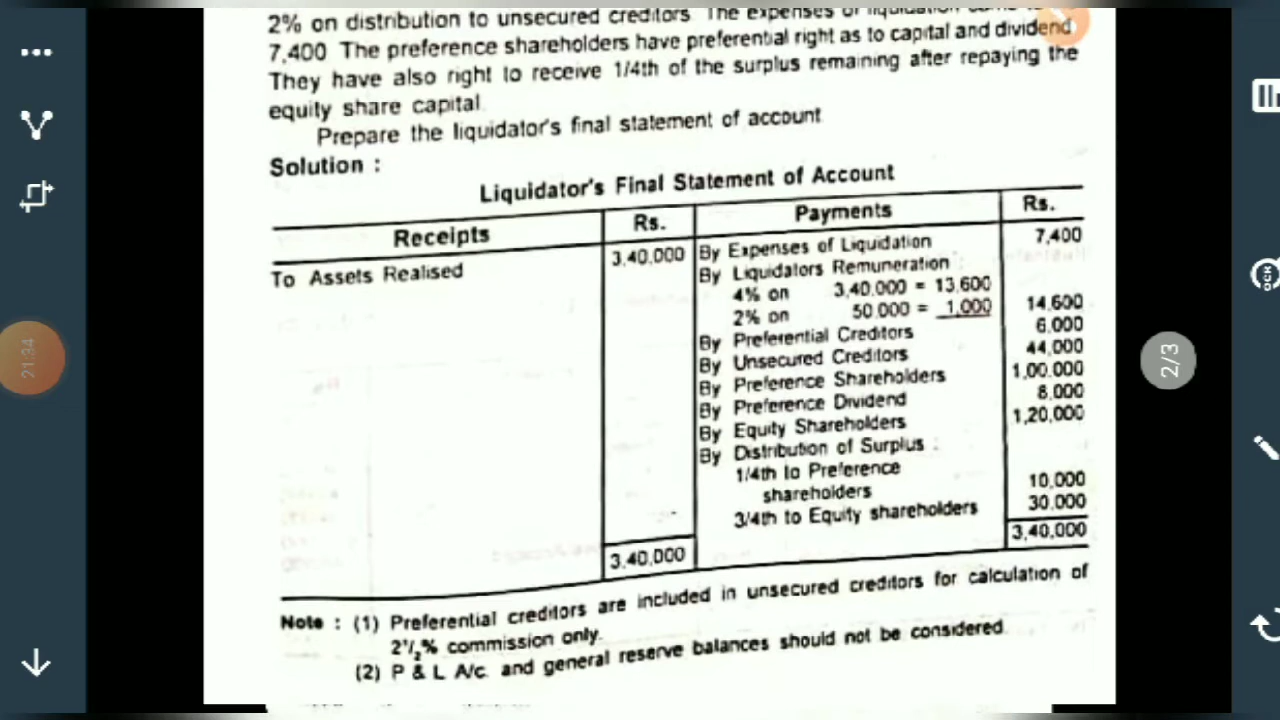 2% on distribution to unsecured creditors The expenses of liquidation
7,400 The preference shareholders have preferential right as to capital and dividend
They have also right to receive 1/4th of the surplus remaining after repaying the
equity share capital.
Prepare the liquidator's final statement of account
Solution :
Liquidator's Final Statement of Account
Receipts Rs. Payments Rs.
To Assets Realised 3,40,000 By Expenses of Liquidation 7,400
By Liquidators Remuneration :
4% on 3,40,000 = 13,600
2% on 50,000 = 1,000 14,600
By Preferential Creditors 6,000
By Unsecured Creditors 44,000
By Preference Shareholders 1,00,000
By Preference Dividend 8,000
By Equity Shareholders 1,20,000
By Distribution of Surplus :
1/4th to Preference
shareholders 10,000
3/4th to Equity shareholders 30,000
3,40,000 3,40,000
Note : (1) Preferential creditors are included in unsecured creditors for calculation of
2½% commission only.
(2) P & L A/c. and general reserve balances should not be considered.
21:34
2/3